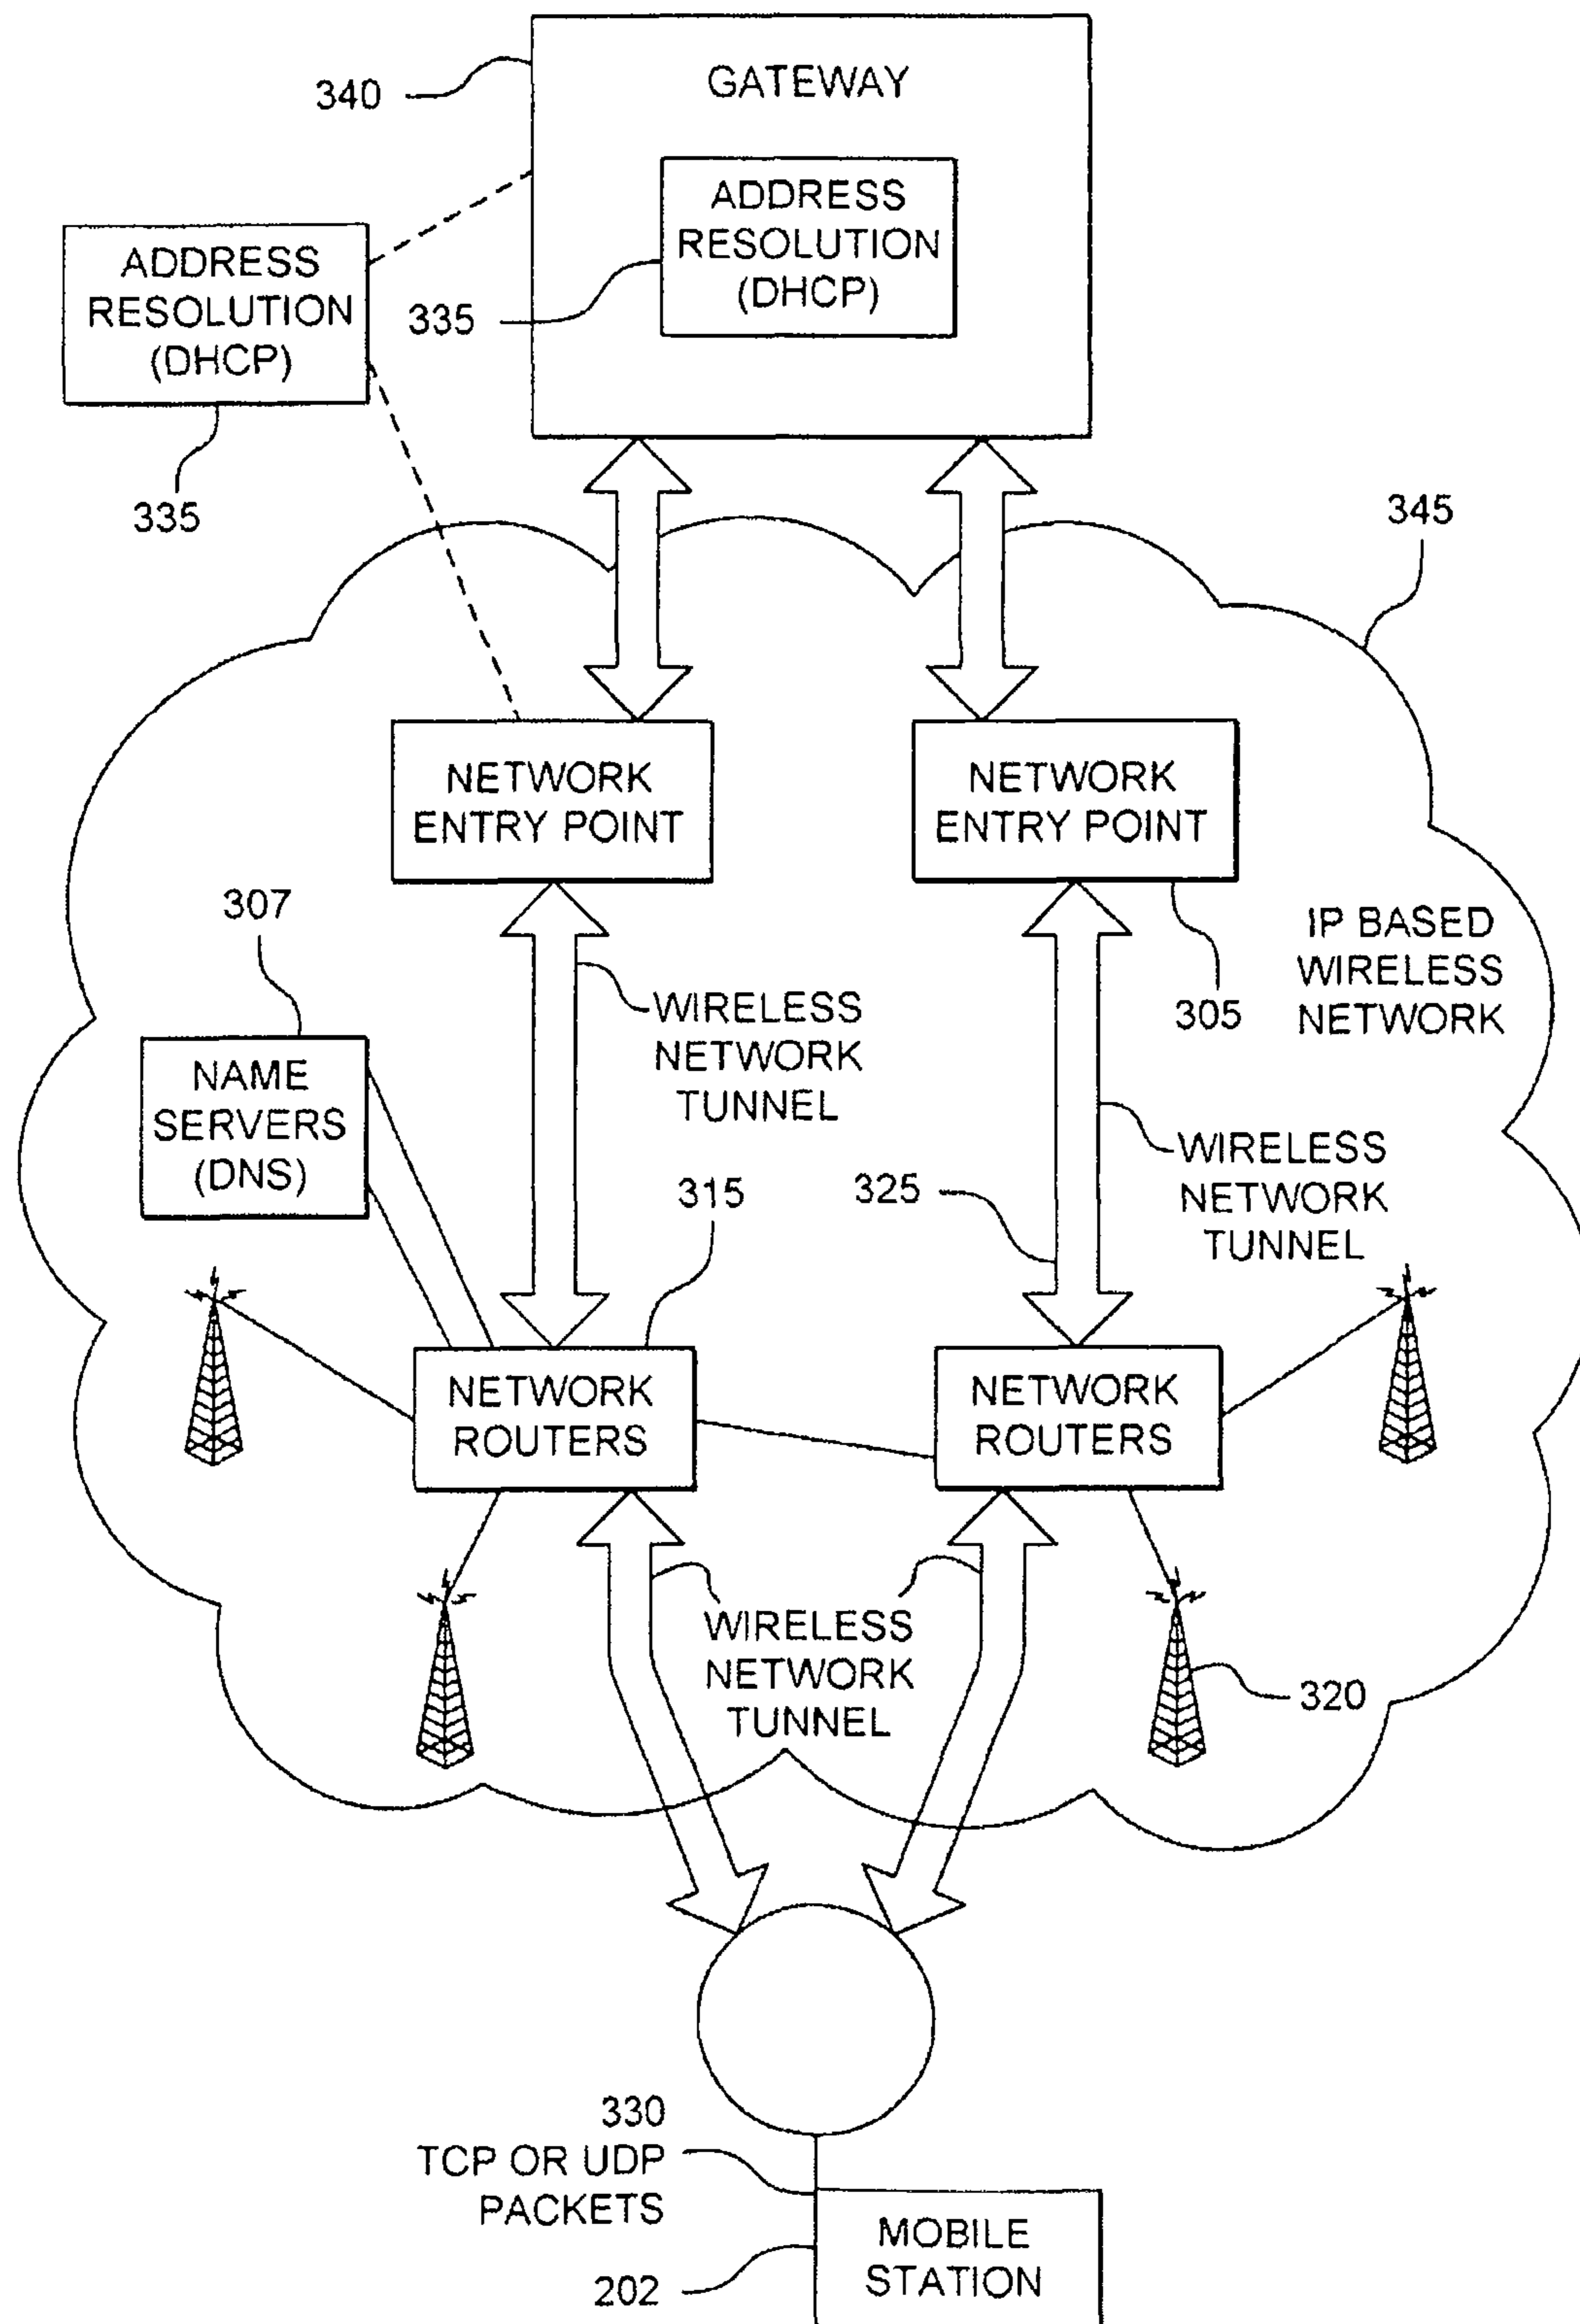 340
GATEWAY
ADDRESS
RESOLUTION
(DHCP)
335
ADDRESS
RESOLUTION
(DHCP)
335
345
NETWORK
ENTRY POINT
NETWORK
ENTRY POINT
305
IP BASED
WIRELESS
NETWORK
307
NAME
SERVERS
(DNS)
WIRELESS
NETWORK
TUNNEL
WIRELESS
NETWORK
TUNNEL
315
325
NETWORK
ROUTERS
NETWORK
ROUTERS
WIRELESS
NETWORK
TUNNEL
320
330
TCP OR UDP
PACKETS
202
MOBILE
STATION